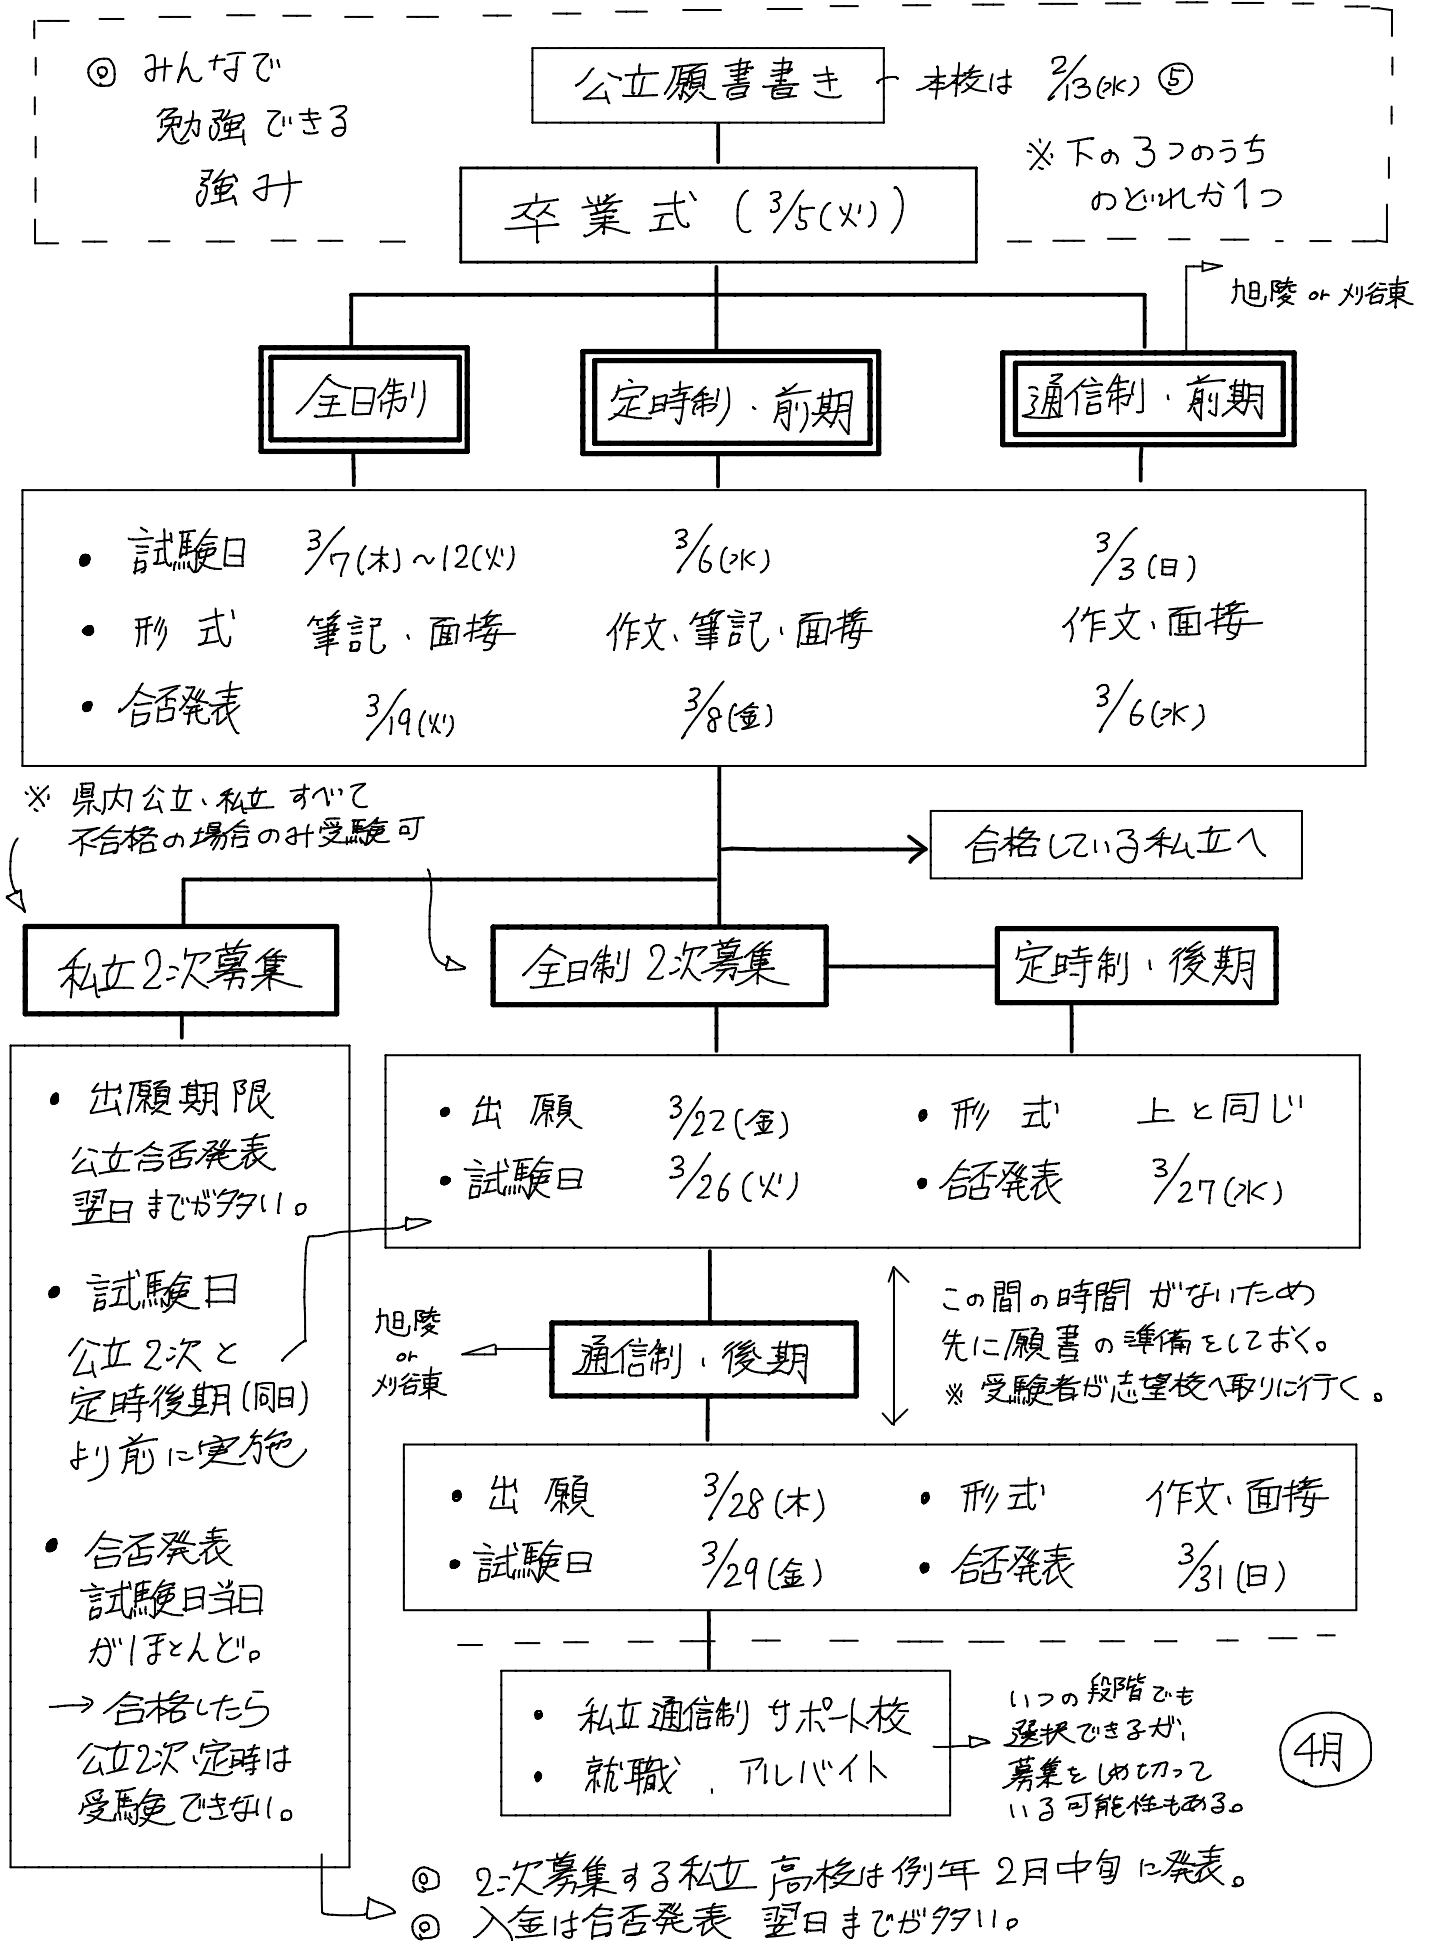 ◎ みんなで
勉強できる
強み
公立願書書き - 本校は 2/13(水) ⑤
※下の3つのうち
のどれか1つ
卒業式 (3/5(火))
旭陵 or 刈谷東
全日制
定時制・前期
通信制・前期
・試験日 3/7(木)～12(火) 3/6(水) 3/3(日)
・形式 筆記・面接 作文、筆記、面接 作文、面接
・合否発表 3/19(火) 3/8(金) 3/6(水)
※ 県内公立、私立すべて
不合格の場合のみ受験可
合格している私立へ
私立2次募集
全日制2次募集
定時制・後期
・出願期限
公立合否発表
翌日までが多い。
・試験日
公立2次と
定時後期(同日)
より前に実施
・合否発表
試験日当日
がほとんど。
→合格したら
公立2次、定時は
受験できない。
・出願 3/22(金) ・形式 上と同じ
・試験日 3/26(火) ・合否発表 3/27(水)
旭陵
or
刈谷東
通信制・後期
この間の時間がないため
先に願書の準備をしておく。
※ 受験者が志望校へ取りに行く。
・出願 3/28(木) ・形式 作文、面接
・試験日 3/29(金) ・合否発表 3/31(日)
・私立通信制サポート校
・就職、アルバイト
いつの段階でも
選択できるが、
募集をしめ切って
いる可能性もある。
4月
◎ 2次募集する私立高校は例年2月中旬に発表。
◎ 入金は合否発表翌日までが多い。